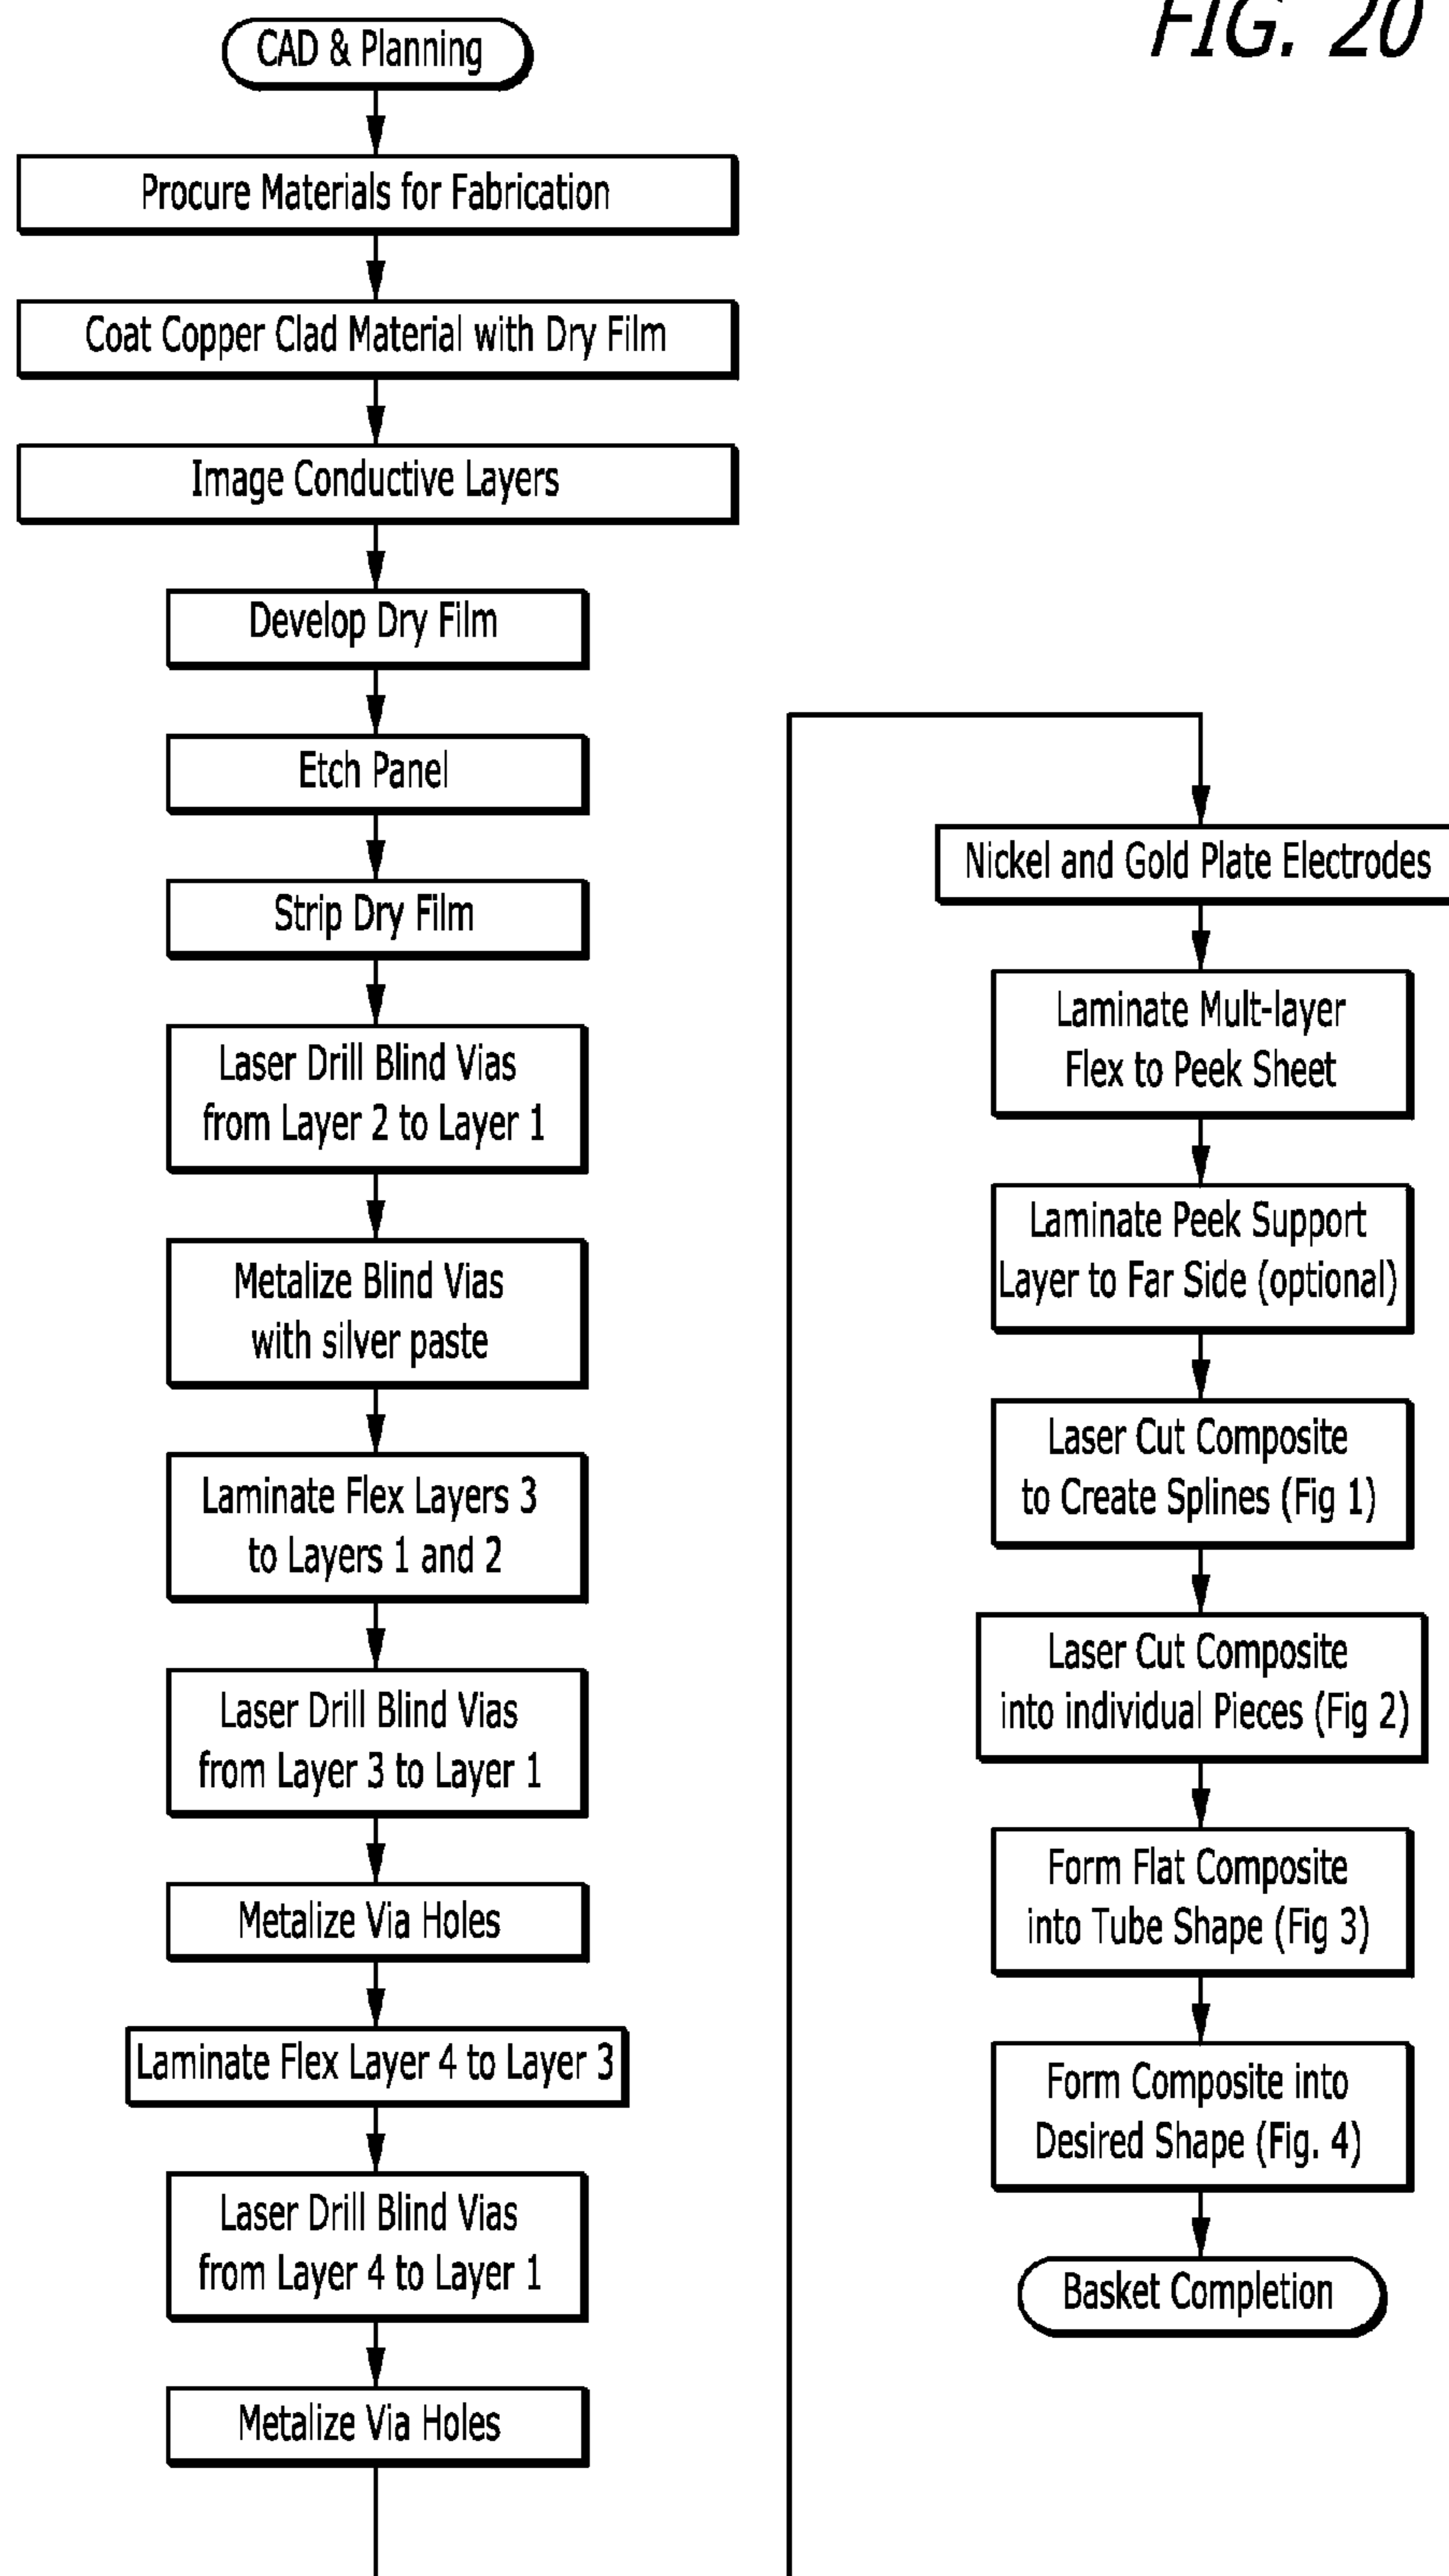 FIG. 20
CAD & Planning
Procure Materials for Fabrication
Coat Copper Clad Material with Dry Film
Image Conductive Layers
Develop Dry Film
Etch Panel
Strip Dry Film
Laser Drill Blind Vias
from Layer 2 to Layer 1
Metalize Blind Vias
with silver paste
Laminate Flex Layers 3
to Layers 1 and 2
Laser Drill Blind Vias
from Layer 3 to Layer 1
Metalize Via Holes
Laminate Flex Layer 4 to Layer 3
Laser Drill Blind Vias
from Layer 4 to Layer 1
Metalize Via Holes
Nickel and Gold Plate Electrodes
Laminate Mult-layer
Flex to Peek Sheet
Laminate Peek Support
Layer to Far Side (optional)
Laser Cut Composite
to Create Splines (Fig 1)
Laser Cut Composite
into individual Pieces (Fig 2)
Form Flat Composite
into Tube Shape (Fig 3)
Form Composite into
Desired Shape (Fig. 4)
Basket Completion